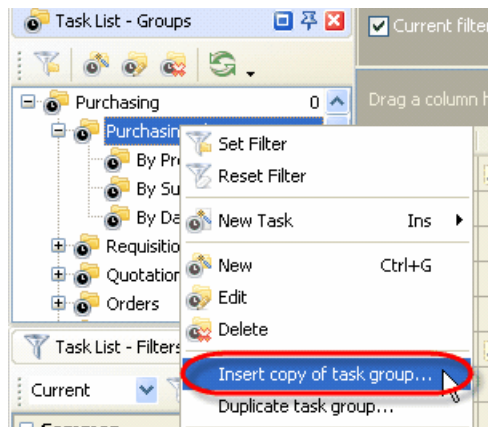 Task List - Groups
Current filter
Purchasing 0
Drag a column h
Purchasin
By Pr
By Su
By Da
Requisitio
Quotation
Orders
Set Filter
Reset Filter
New Task Ins
New Ctrl+G
Edit
Delete
Insert copy of task group...
Duplicate task group...
Task List - Filters
Current